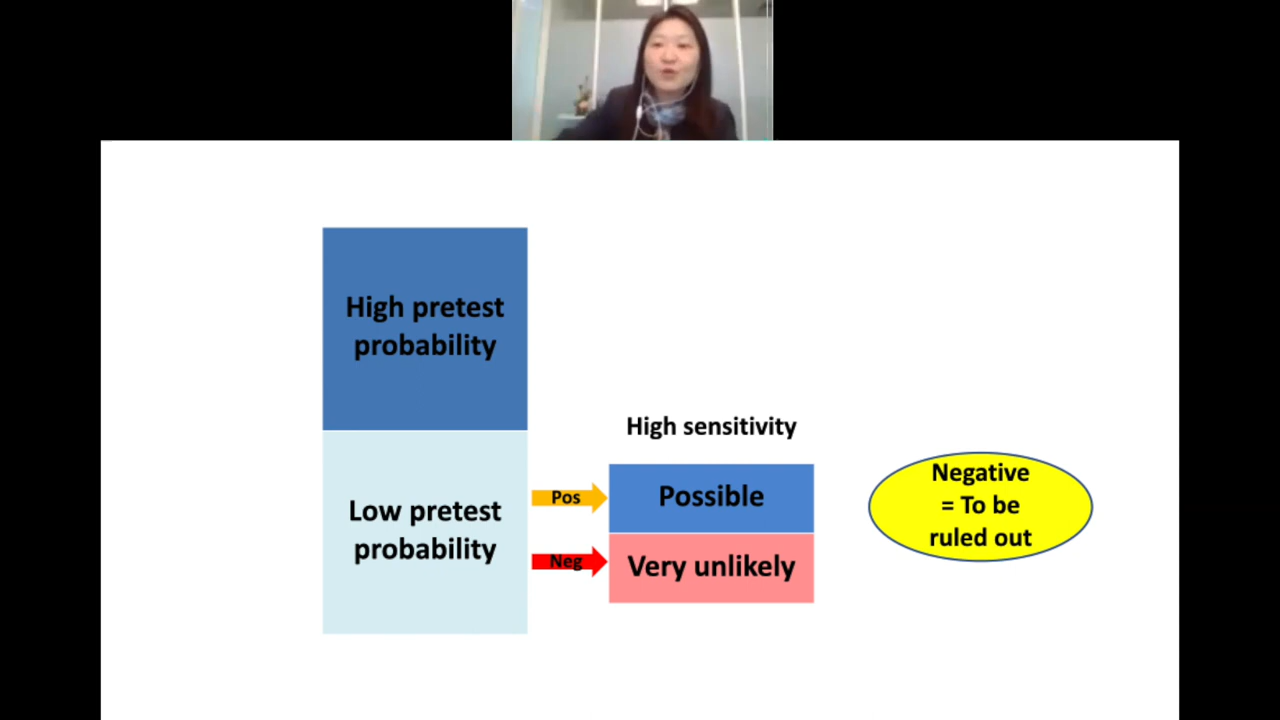 High pretest
probability
High sensitivity
Low pretest
probability
Pos
Possible
Neg
Very unlikely
Negative
= To be
ruled out